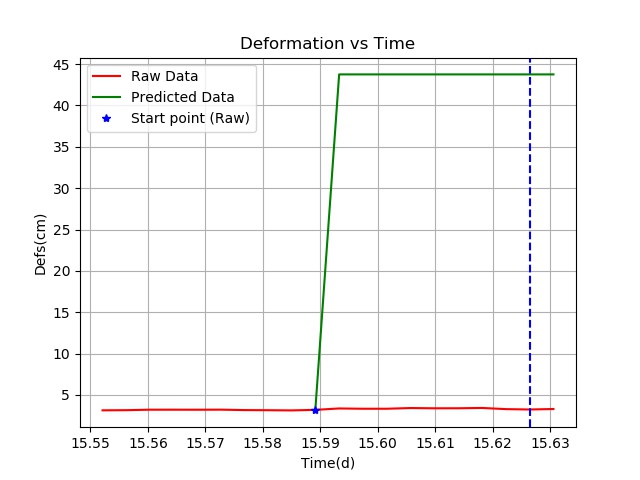 Deformation vs Time
Raw Data
Predicted Data
Start point (Raw)
Defs(cm)
45
40
35
30
25
20
15
10
5
15.55 15.56 15.57 15.58 15.59 15.60 15.61 15.62 15.63
Time(d)